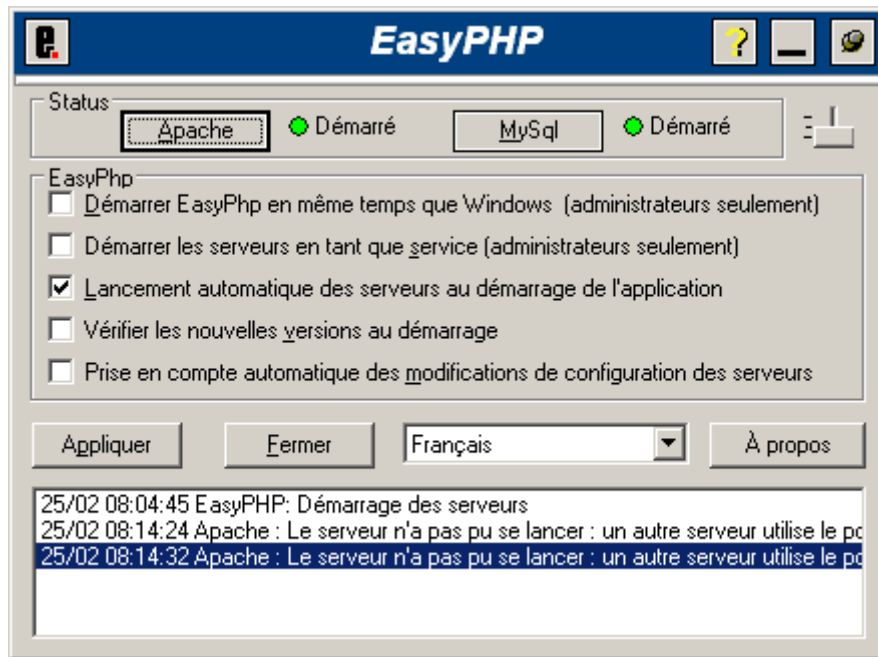 e.
EasyPHP
?
Status
Apache
Démarré
MySql
Démarré
EasyPhp
Démarrer EasyPhp en même temps que Windows (administrateurs seulement)
Démarrer les serveurs en tant que service (administrateurs seulement)
Lancement automatique des serveurs au démarrage de l'application
Vérifier les nouvelles versions au démarrage
Prise en compte automatique des modifications de configuration des serveurs
Appliquer
Fermer
Français
À propos
25/02 08:04:45 EasyPHP: Démarrage des serveurs
25/02 08:14:24 Apache : Le serveur n'a pas pu se lancer : un autre serveur utilise le po
25/02 08:14:32 Apache : Le serveur n'a pas pu se lancer : un autre serveur utilise le po